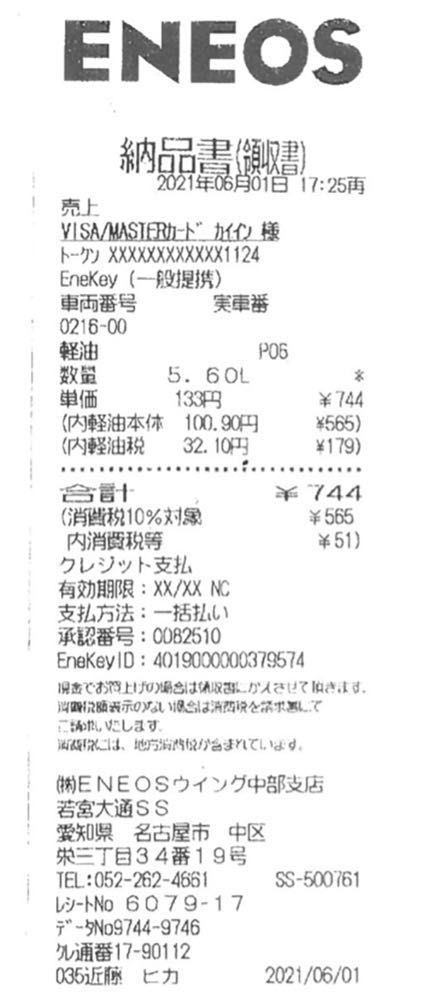 ENEOS
納品書(領収書)
2021年06月01日 17:25再
売上
VISA/MASTERカード カイイン 様
トークン XXXXXXXXXXXX1124
EneKey (一般提携)
車両番号 実車番
0216-00
軽油 P06
数量 5.60L *
単価 133円 ¥744
(内軽油本体 100.90円 ¥565)
(内軽油税 32.10円 ¥179)
合計 ¥744
(消費税10%対象 ¥565
内消費税等 ¥51)
クレジット支払
有効期限:XX/XX NC
支払方法:一括払い
承認番号:0082510
EneKeyID:4019000000379574
現金でお買上げの場合は領収書にかえさせて頂きます。
消費税額表示のない場合は消費税を請求書にて
ご請求いたします。
消費税には、地方消費税が含まれています。
㈱ENEOSウイング中部支店
若宮大通SS
愛知県 名古屋市 中区
栄三丁目34番19号
TEL:052-262-4661 SS-500761
レシートNo 6079-17
データNo9744-9746
クレ通番17-90112
035近藤 ヒカ 2021/06/01